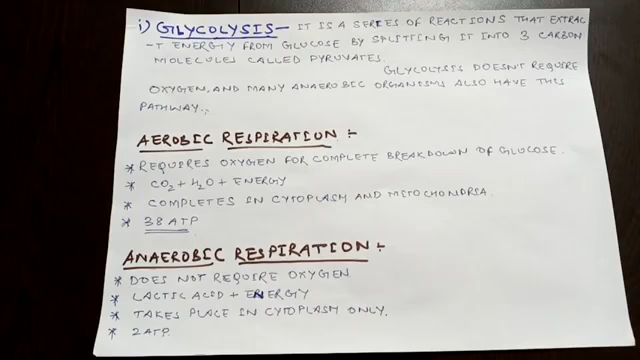 i) GLYCOLYSIS - IT IS A SERIES OF REACTIONS THAT EXTRAC
-T ENERGY FROM GLUCOSE BY SPLITTING IT INTO 3 CARBON
MOLECULES CALLED PYRUVATES.
GLYCOLYSIS DOESN'T REQUIRE
OXYGEN, AND MANY ANAEROBIC ORGANISMS ALSO HAVE THIS
PATHWAY.
AEROBIC RESPIRATION :-
* REQUIRES OXYGEN FOR COMPLETE BREAKDOWN OF GLUCOSE.
* CO2 + H2O + ENERGY
* COMPLETES IN CYTOPLASM AND MITOCHONDRIA.
* 38 ATP
ANAEROBIC RESPIRATION :-
* DOES NOT REQUIRE OXYGEN
* LACTIC ACID + ENERGY
* TAKES PLACE IN CYTOPLASM ONLY.
* 2 ATP.